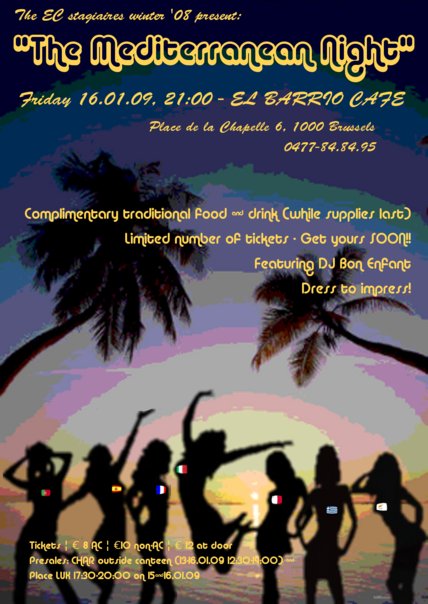 The EC stagiaires winter '08 present:
"The Mediterranean Night"
Friday 16.01.09, 21:00 - EL BARRIO CAFE
Place de la Chapelle 6, 1000 Brussels
0477-84.84.95
Complimentary traditional food and drink (while supplies last)
Limited number of tickets - Get yours SOON!!
Featuring DJ Bon Enfant
Dress to impress!
Tickets ¦ € 8 AC ¦ €10 non-AC ¦ € 12 at door
Presales: CHAR outside canteen (13-16.01.09 12:30-14:00) and
Place LUX 17:30-20:00 on 15 and 16.01.09